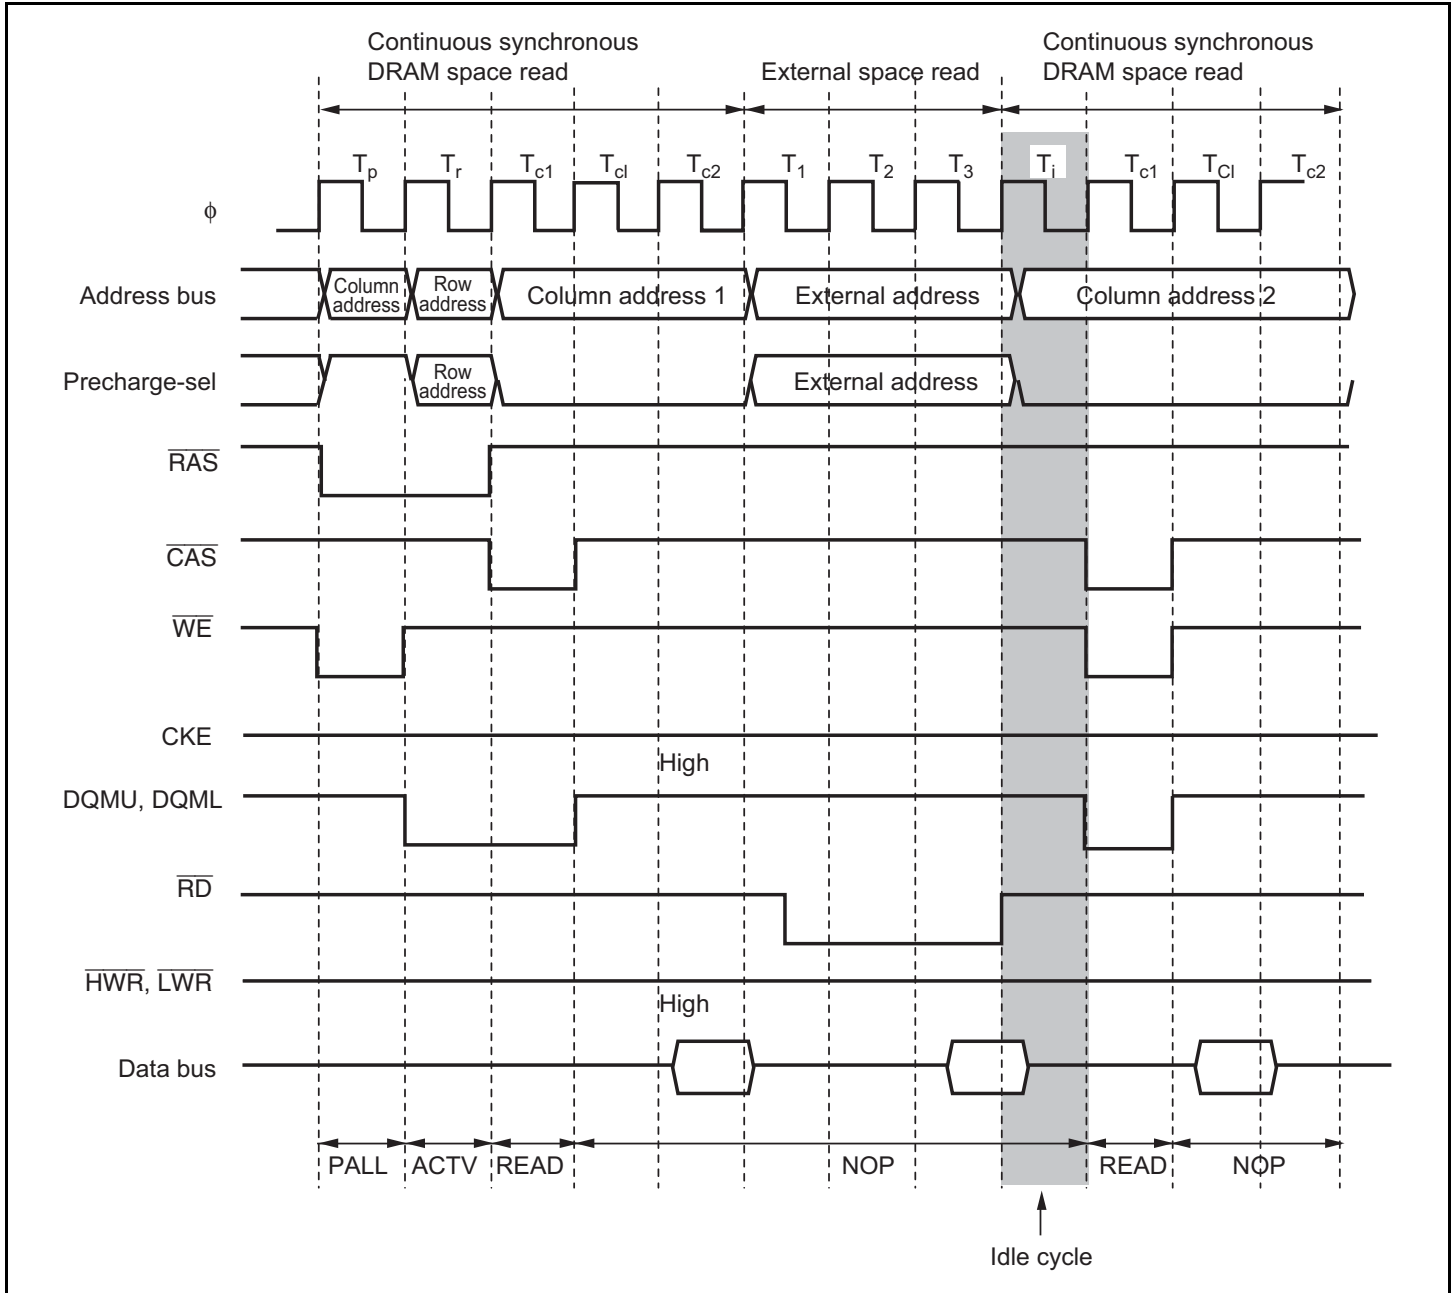 Continuous synchronous
DRAM space read
External space read
Continuous synchronous
DRAM space read
Tp Tr Tc1 Tcl Tc2 T1 T2 T3 Ti Tc1 TCl Tc2
ϕ
Address bus
Column address
Row address
Column address 1
External address
Column address 2
Precharge-sel
Row address
External address
RAS
CAS
WE
CKE
High
DQMU, DQML
RD
HWR, LWR
High
Data bus
PALL ACTV READ NOP READ NOP
Idle cycle